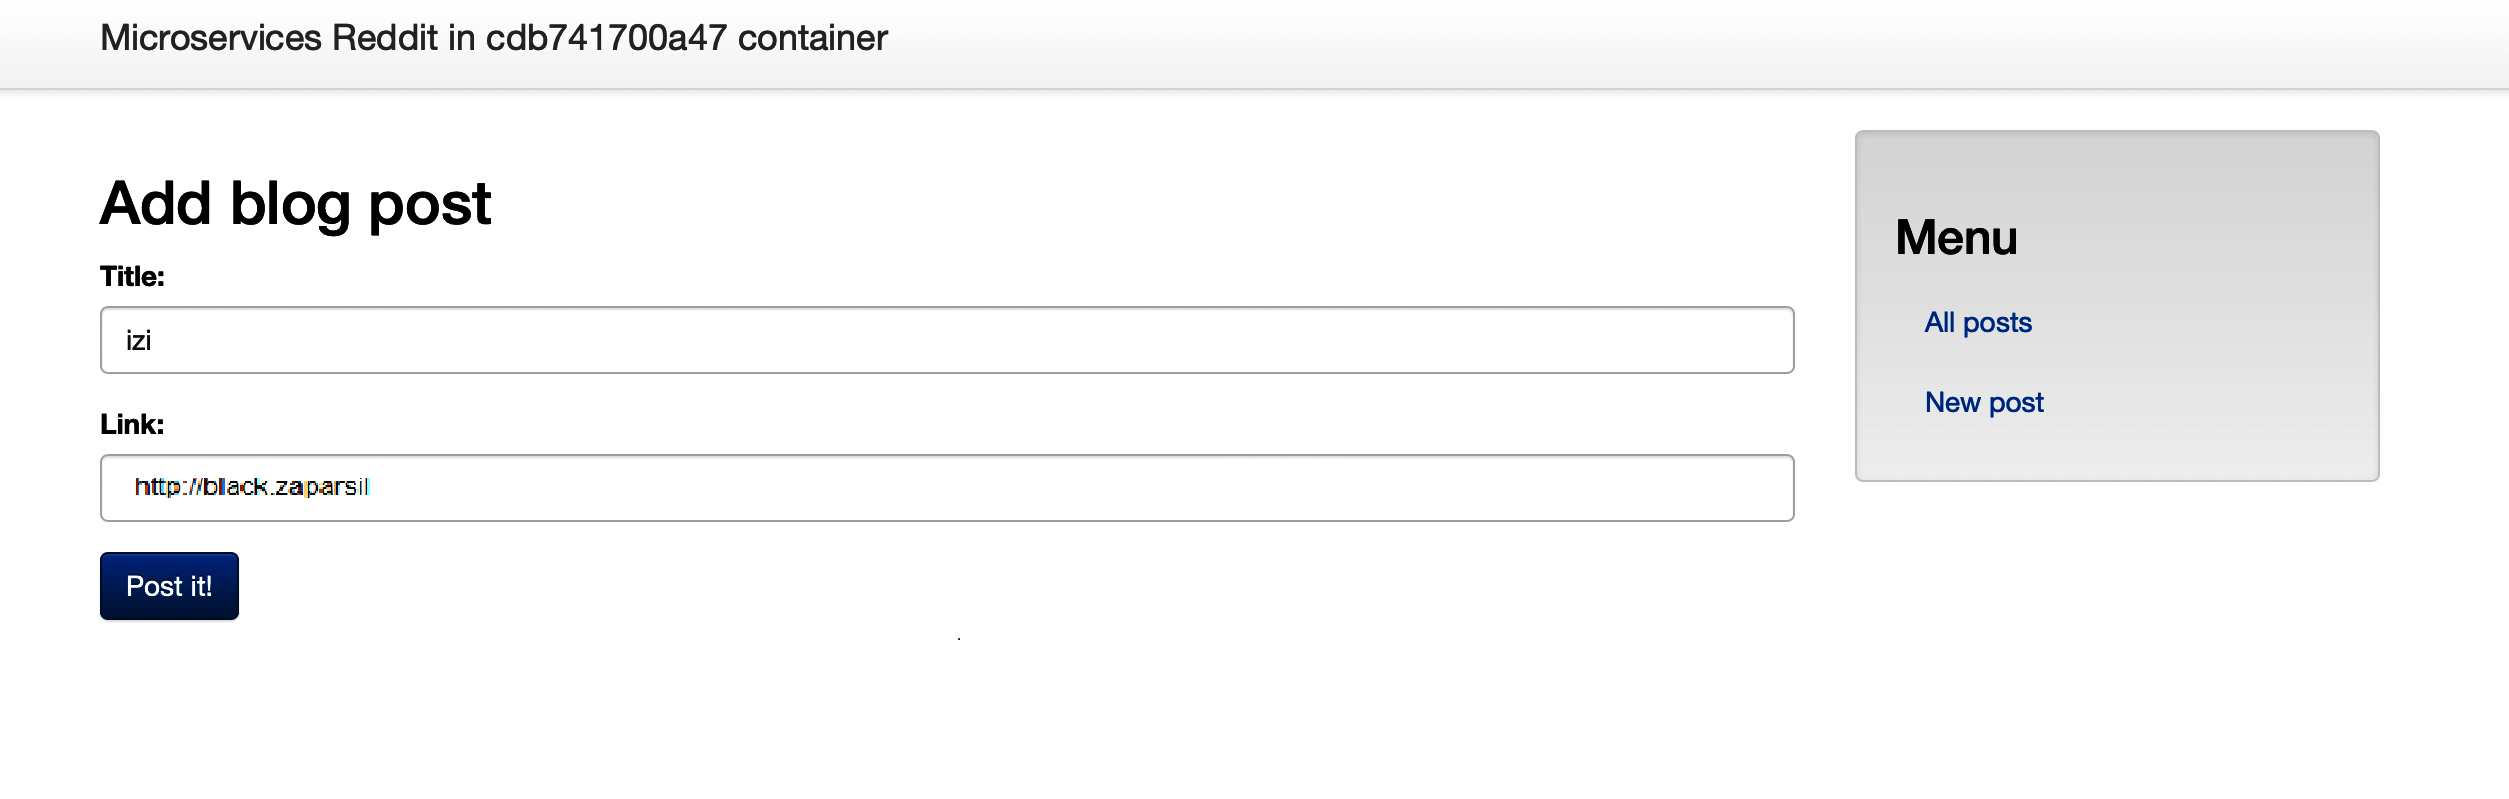 Microservices Reddit in cdb741700a47 container
Add blog post
Title:
izi
Link:
http://black.zaparsil
Post it!
Menu
All posts
New post